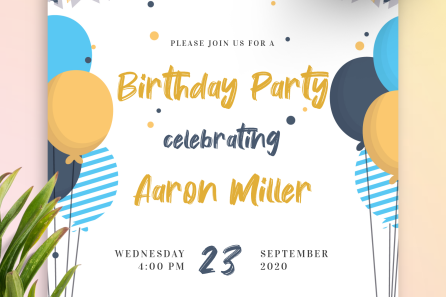 PLEASE JOIN US FOR A
Birthday Party
celebrating
Aaron Miller
WEDNESDAY 23 SEPTEMBER
4:00 PM 2020